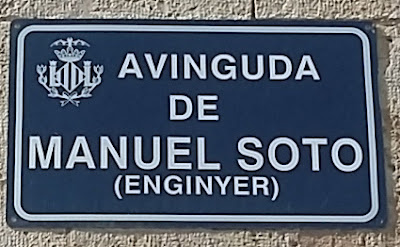 AVINGUDA
DE
MANUEL SOTO
(ENGINYER)